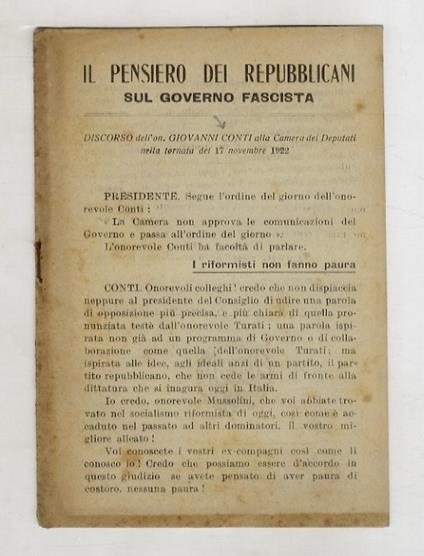 IL PENSIERO DEI REPUBBLICANI
SUL GOVERNO FASCISTA
DISCORSO dell'on. GIOVANNI CONTI alla Camera dei Deputati
nella tornata del 17 novembre 1922
PRESIDENTE. Segue l'ordine del giorno dell'ono-
revole Conti :
« La Camera non approva le comunicazioni del
Governo e passa all'ordine del giorno ».
L'onorevole Conti ha facoltà di parlare.
I riformisti non fanno paura
CONTI. Onorevoli colleghi ! credo che non dispiaccia
neppure al presidente del Consiglio di udire una parola
di opposizione più precisa, e più chiara di quella pro-
nunziata testè dall'onorevole Turati ; una parola ispi-
rata non già ad un programma di Governo o di colla-
borazione come quella [dell'onorevole Turati ; ma
ispirata alle idee, agli ideali anzi di un partito, il par-
tito repubblicano, che non cede le armi di fronte alla
dittatura che si inaugura oggi in Italia.
Io credo, onorevole Mussolini, che voi abbiate tro-
vato nel socialismo riformista di oggi, così come è ac-
caduto nel passato ad altri dominatori, il vostro mi-
gliore alleato !
Voi conoscete i vostri ex-compagni così come li
conosco io ! Credo che possiamo essere d'accordo in
questo giudizio se avete pensato di aver paura di
costoro, nessuna paura !